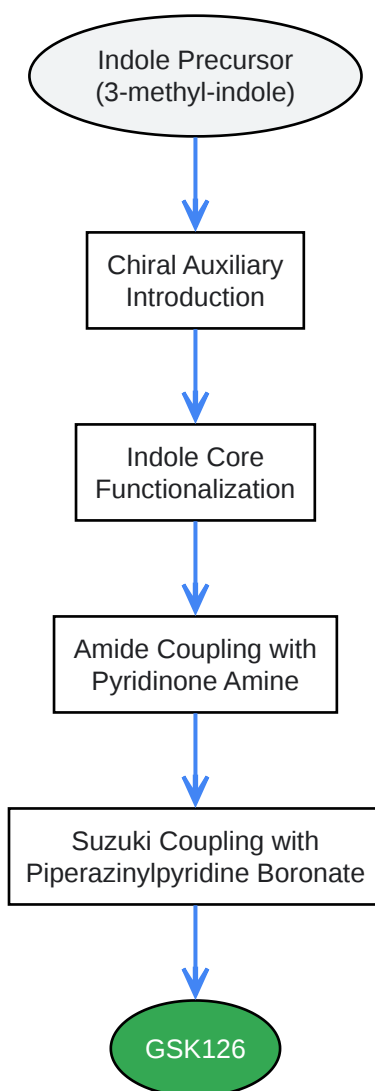 Indole Precursor
(3-methyl-indole)
Chiral Auxiliary
Introduction
Indole Core
Functionalization
Amide Coupling with
Pyridinone Amine
Suzuki Coupling with
Piperazinylpyridine Boronate
GSK126